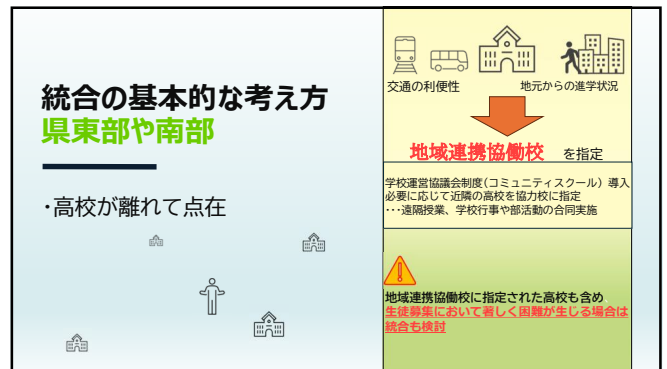 統合の基本的な考え方
県東部や南部
・高校が離れて点在
交通の利便性
地元からの進学状況
地域連携協働校 を指定
学校運営協議会制度(コミュニティスクール）導入
必要に応じて近隣の高校を協力校に指定
･･･遠隔授業、学校行事や部活動の合同実施
地域連携協働校に指定された高校も含め
生徒募集において著しく困難が生じる場合は
統合も検討